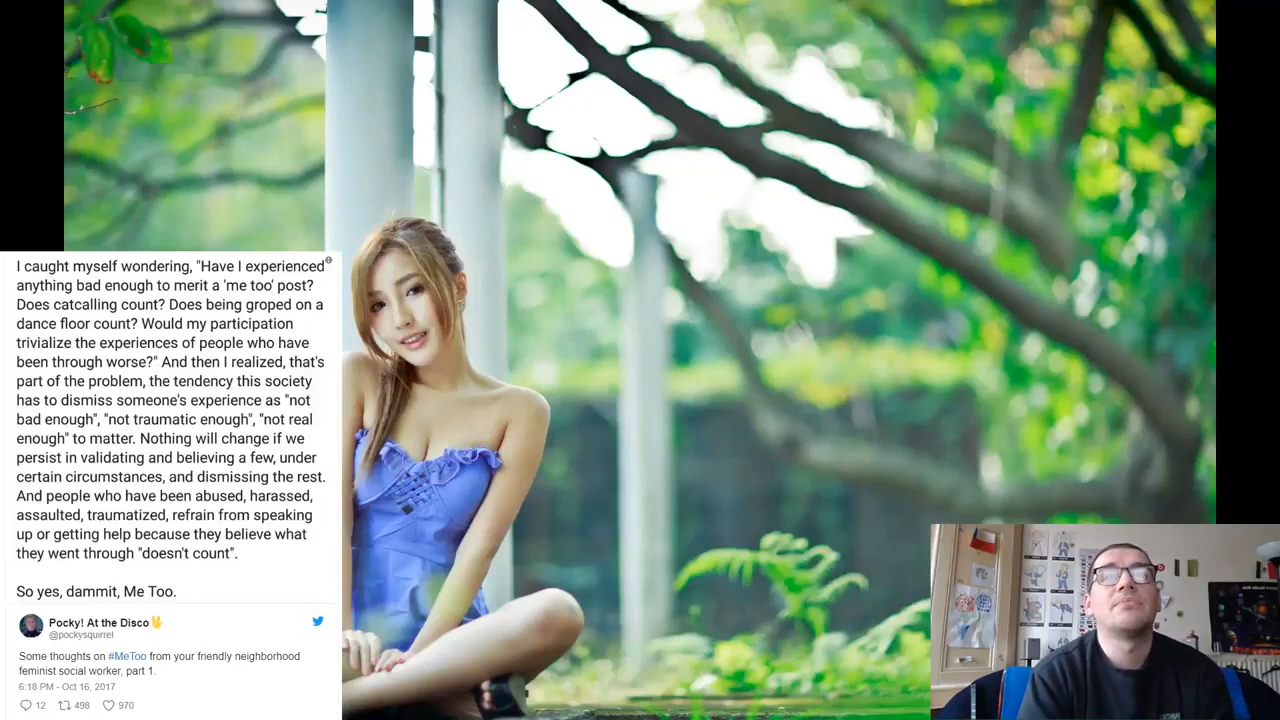 I caught myself wondering, "Have I experienced
anything bad enough to merit a 'me too' post?
Does catcalling count? Does being groped on a
dance floor count? Would my participation
trivialize the experiences of people who have
been through worse?" And then I realized, that's
part of the problem, the tendency this society
has to dismiss someone's experience as "not
bad enough", "not traumatic enough", "not real
enough" to matter. Nothing will change if we
persist in validating and believing a few, under
certain circumstances, and dismissing the rest.
And people who have been abused, harassed,
assaulted, traumatized, refrain from speaking
up or getting help because they believe what
they went through "doesn't count".
So yes, dammit, Me Too.
Pocky! At the Disco🖖
@pockysquirrel
Some thoughts on #MeToo from your friendly neighborhood
feminist social worker, part 1.
6:18 PM - Oct 16, 2017
12 498 970